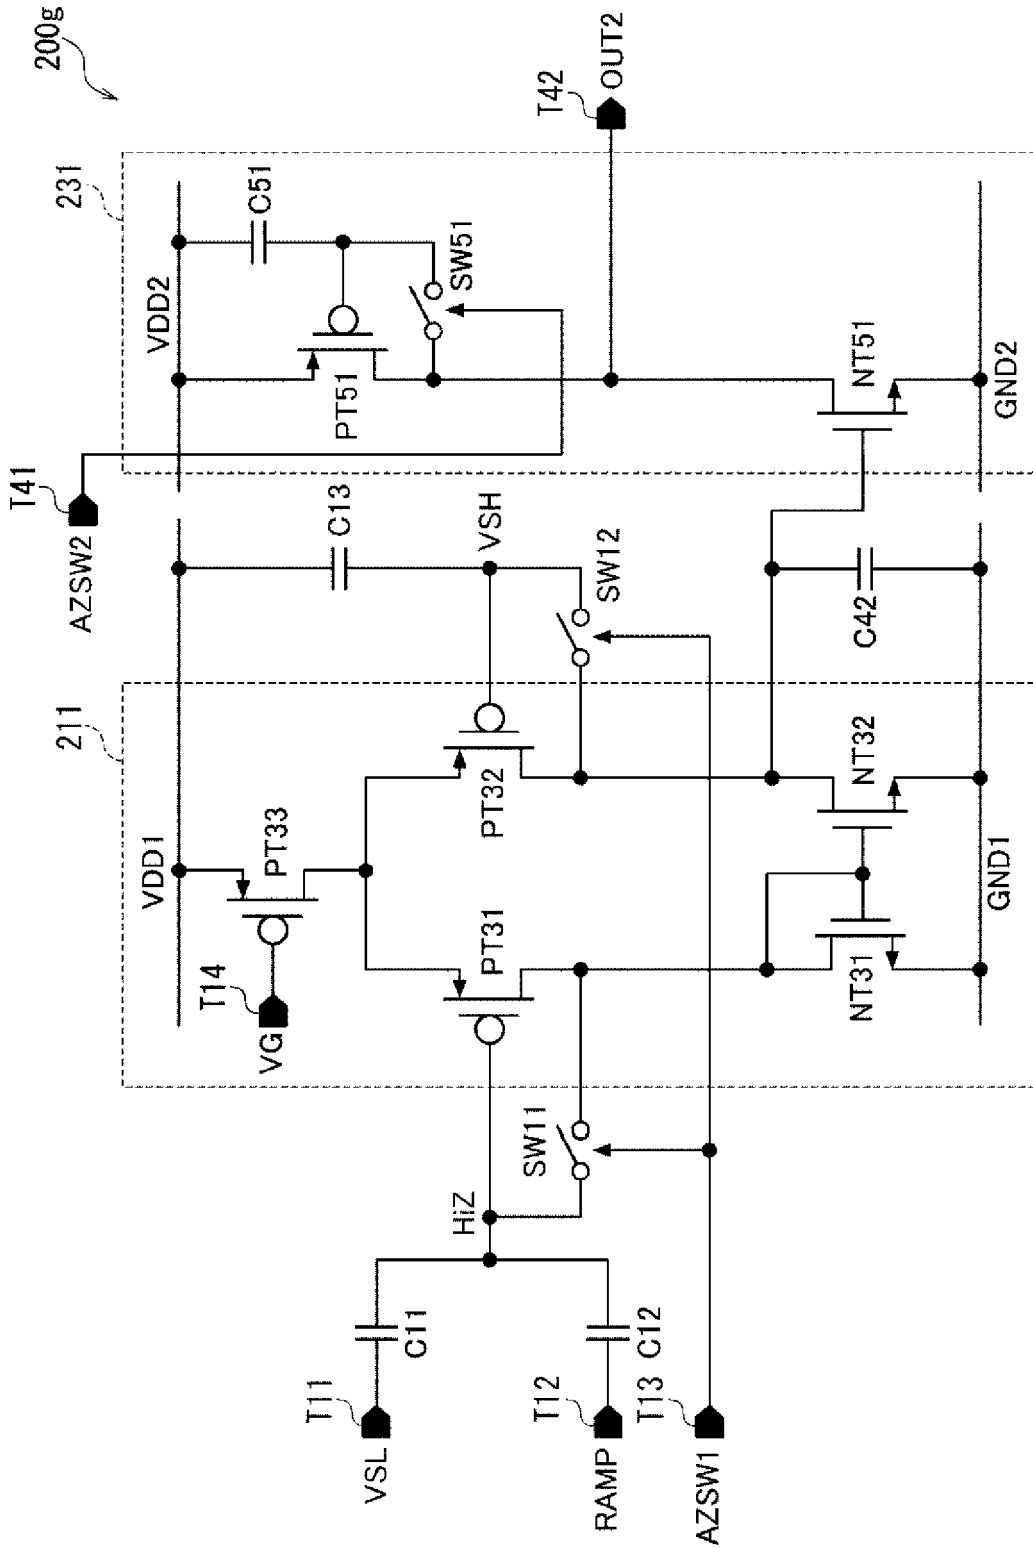 200g
211
231
VDD1
VDD2
T14
VG
PT33
T41
AZSW2
C13
C51
PT51
SW51
T42
OUT2
T11
VSL
C11
HiZ
PT31
PT32
VSH
SW11
SW12
T12
RAMP
C12
T13
AZSW1
NT31
NT32
C42
NT51
GND1
GND2